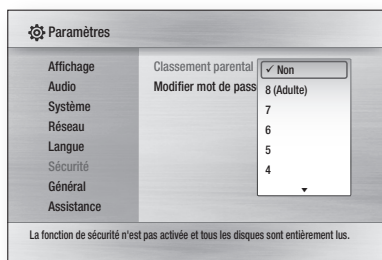 Paramètres
Affichage
Audio
Système
Réseau
Langue
Sécurité
Général
Assistance
Classement parental
Modifier mot de pass
✓ Non
8 (Adulte)
7
6
5
4
La fonction de sécurité n'est pas activée et tous les disques sont entièrement lus.